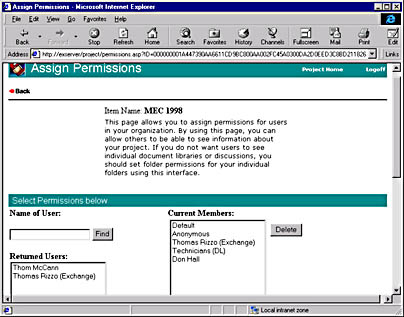 Assign Permissions - Microsoft Internet Explorer
File Edit View Go Favorites Help
Back Forward Stop Refresh Home Search Favorites History Channels Fullscreen Mail Print Edit
Address http://exserver/project/permissions.asp?ID=000000001A447390AA6611CD9BC800AA002FC45A0300DA2D0EED3C8BD211826 Links
Assign Permissions Project Home Logoff
Back
Item Name: MEC 1998
This page allows you to assign permissions for users
in your organization. By using this page, you can
allow others to be able to see information about
your project. If you do not want users to see
individual document libraries or discussions, you
should set folder permissions for your individual
folders using this interface.
Select Permissions below
Name of User:
Find
Returned Users:
Thom McCann
Thomas Rizzo (Exchange)
Current Members:
Default
Anonymous
Thomas Rizzo (Exchange)
Technicians (DL)
Don Hall
Delete
Local intranet zone